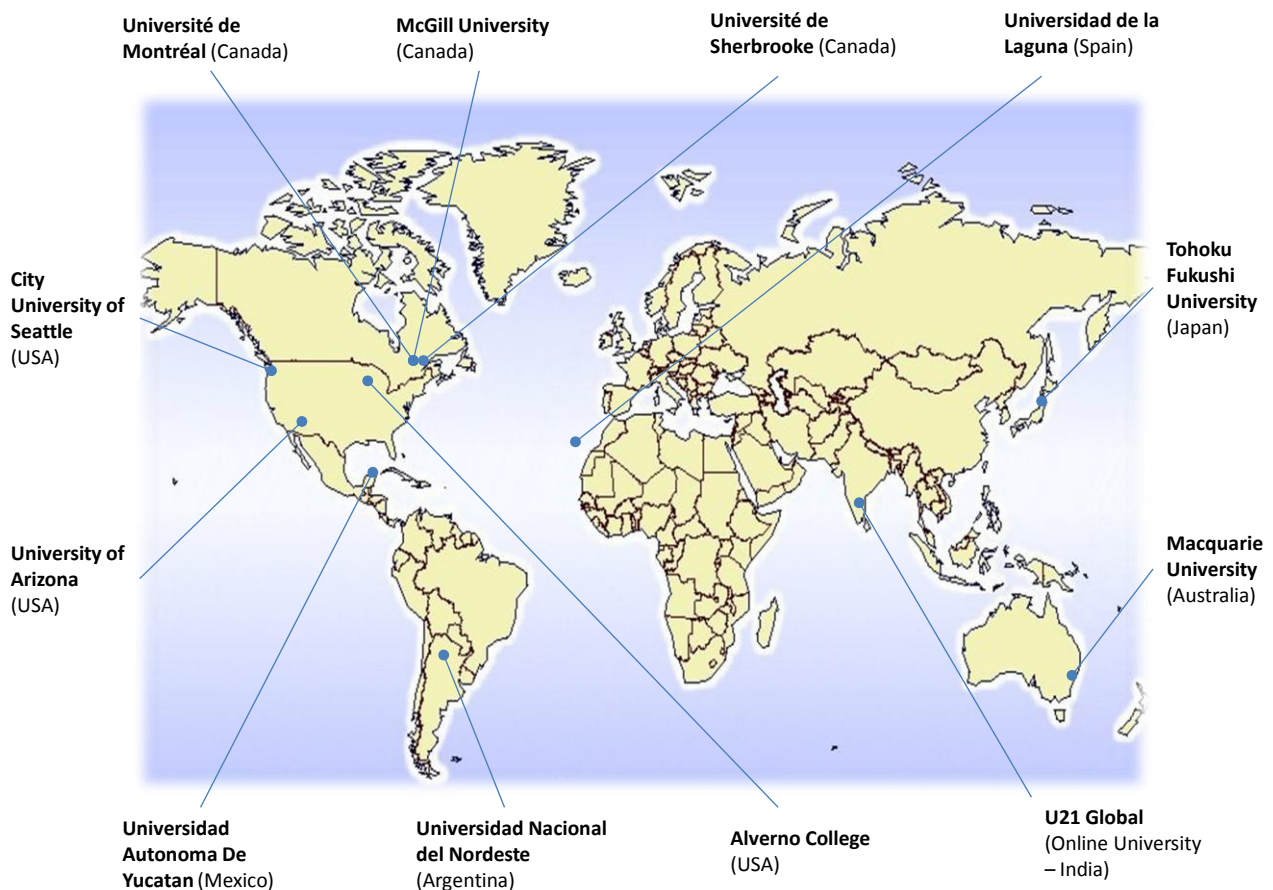 Université de
Montréal (Canada)
McGill University
(Canada)
Université de
Sherbrooke (Canada)
Universidad de la
Laguna (Spain)
City
University of
Seattle
(USA)
Tohoku
Fukushi
University
(Japan)
University of
Arizona
(USA)
Macquarie
University
(Australia)
Universidad
Autonoma De
Yucatan (Mexico)
Universidad Nacional
del Nordeste
(Argentina)
Alverno College
(USA)
U21 Global
(Online University
– India)